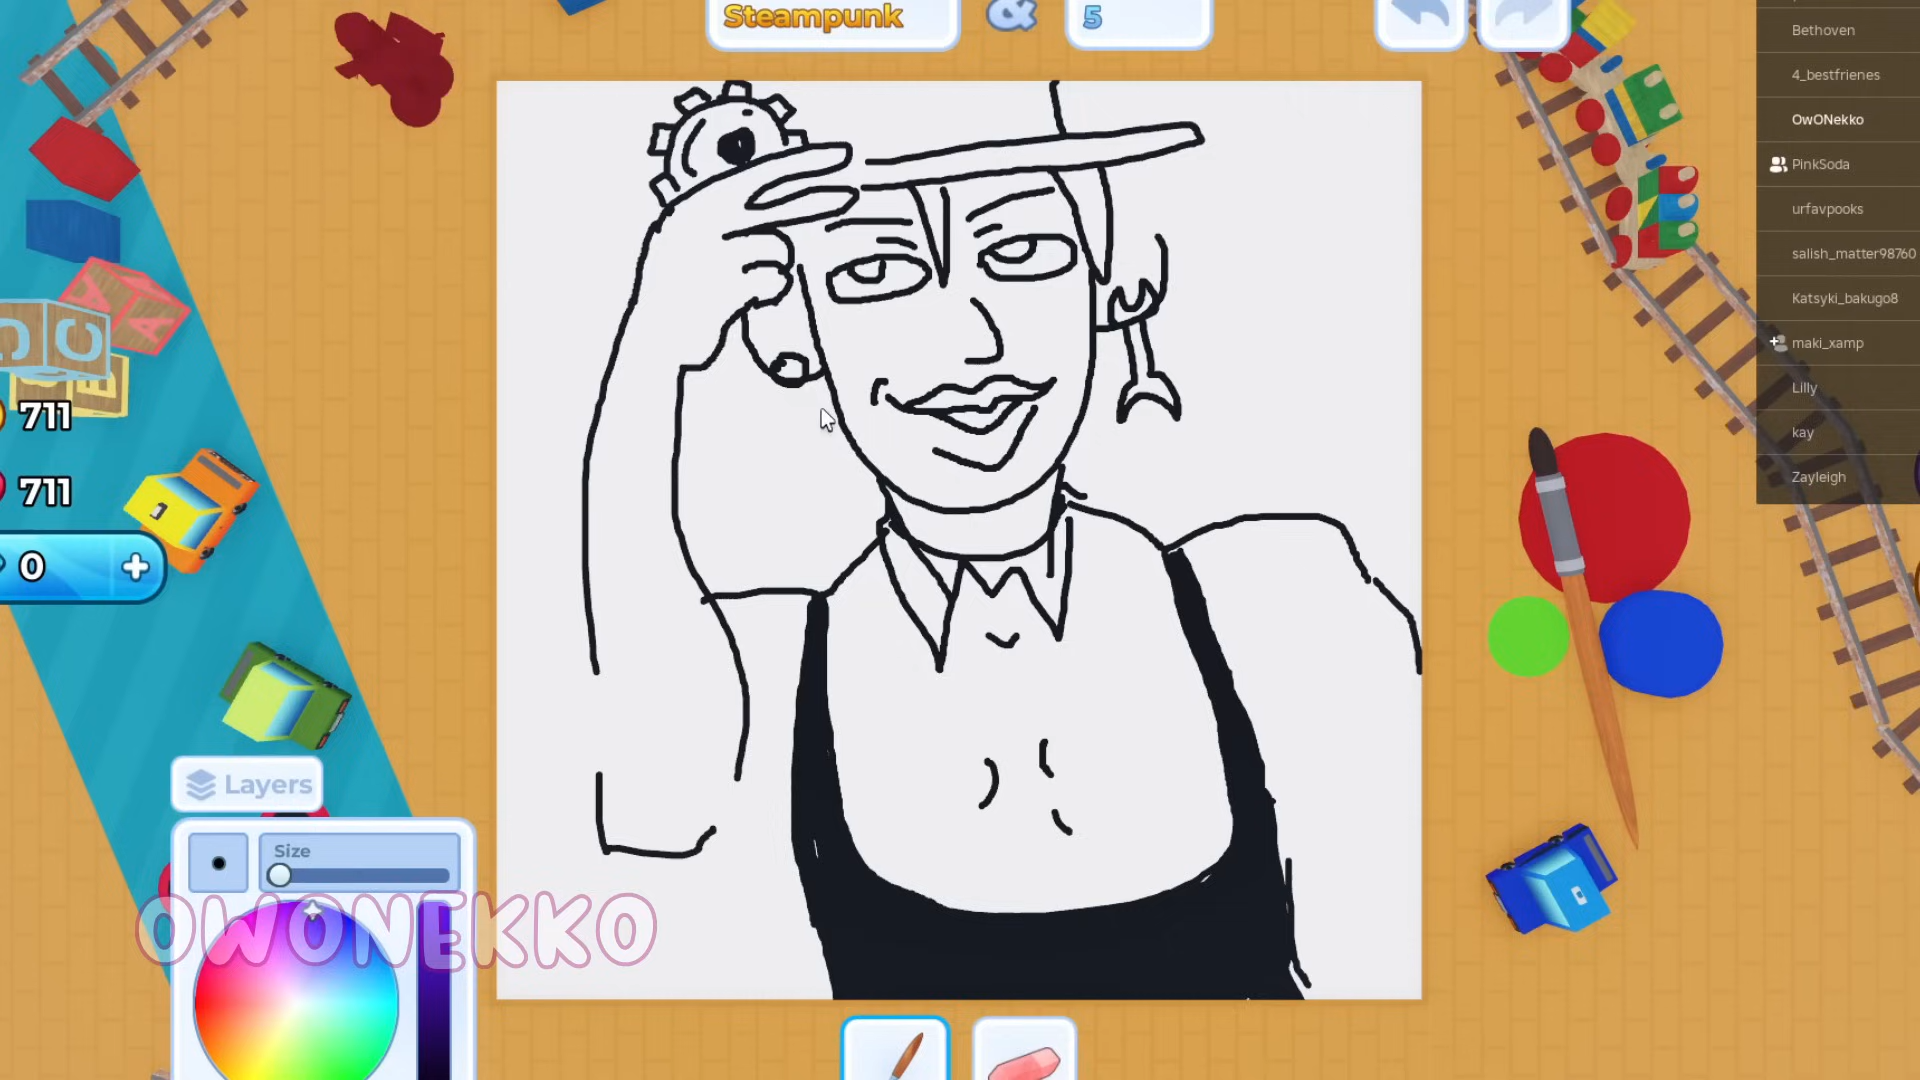 Steampunk & 5
Bethoven
4_bestfrienes
OwONekko
PinkSoda
urfavpooks
salish_matter98760
Katsyki_bakugo8
maki_xamp
Lilly
kay
Zayleigh
711
711
0 +
Layers
Size
OWONEKKO